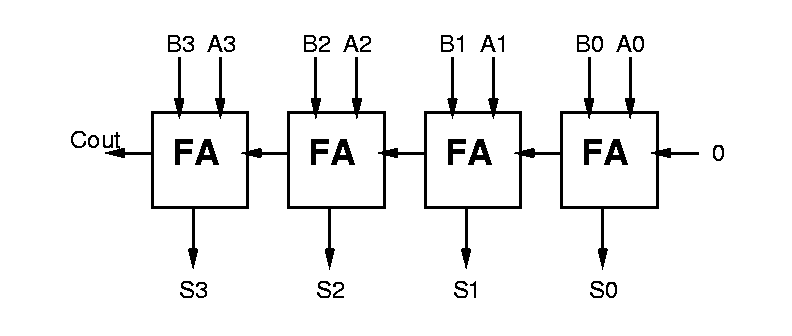 B3 A3 B2 A2 B1 A1 B0 A0
Cout FA FA FA FA 0
S3 S2 S1 S0